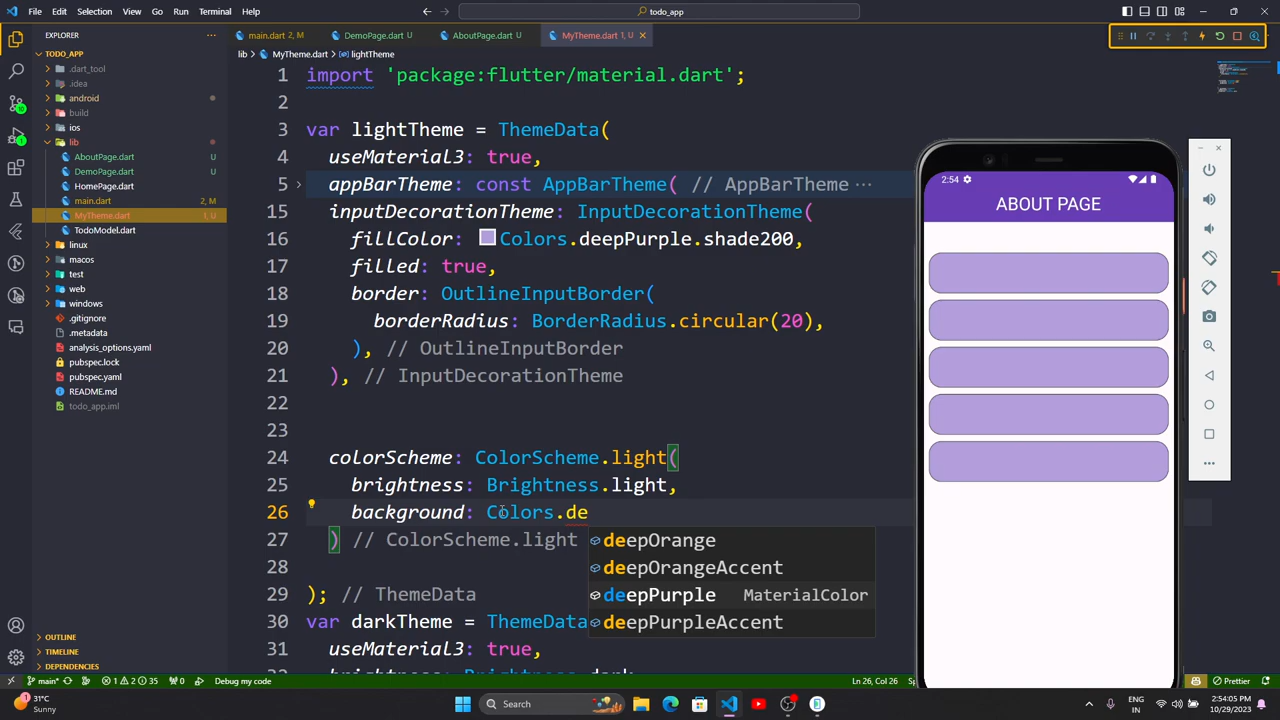 File Edit Selection View Go Run Terminal Help
todo_app
EXPLORER
main.dart 2, M
DemoPage.dart U
AboutPage.dart U
MyTheme.dart 1, U
lib > MyTheme.dart > lightTheme
TODO_APP
.dart_tool
.idea
android
build
ios
lib
AboutPage.dart U
DemoPage.dart U
HomePage.dart
main.dart 2, M
MyTheme.dart 1, U
TodoModel.dart U
linux
macos
test
web
windows
.gitignore
.metadata
analysis_options.yaml
pubspec.lock
pubspec.yaml
README.md
todo_app.iml
OUTLINE
TIMELINE
DEPENDENCIES
1 import 'package:flutter/material.dart';
2
3 var lightTheme = ThemeData(
4 useMaterial3: true,
5 appBarTheme: const AppBarTheme( // AppBarTheme ···
15 inputDecorationTheme: InputDecorationTheme(
16 fillColor: Colors.deepPurple.shade200,
17 filled: true,
18 border: OutlineInputBorder(
19 borderRadius: BorderRadius.circular(20),
20 ), // OutlineInputBorder
21 ), // InputDecorationTheme
22
23
24 colorScheme: ColorScheme.light(
25 brightness: Brightness.light,
26 background: Colors.de
27 ) // ColorScheme.light
28
29 ); // ThemeData
30 var darkTheme = ThemeData
31 useMaterial3: true,
deepOrange
deepOrangeAccent
deepPurple MaterialColor
deepPurpleAccent
2:54
ABOUT PAGE
main* 1 2 35 0 Debug my code
Ln 26, Col 26
Prettier
31°C
Sunny
Search
ENG
IN
2:54:05 PM
10/29/2023